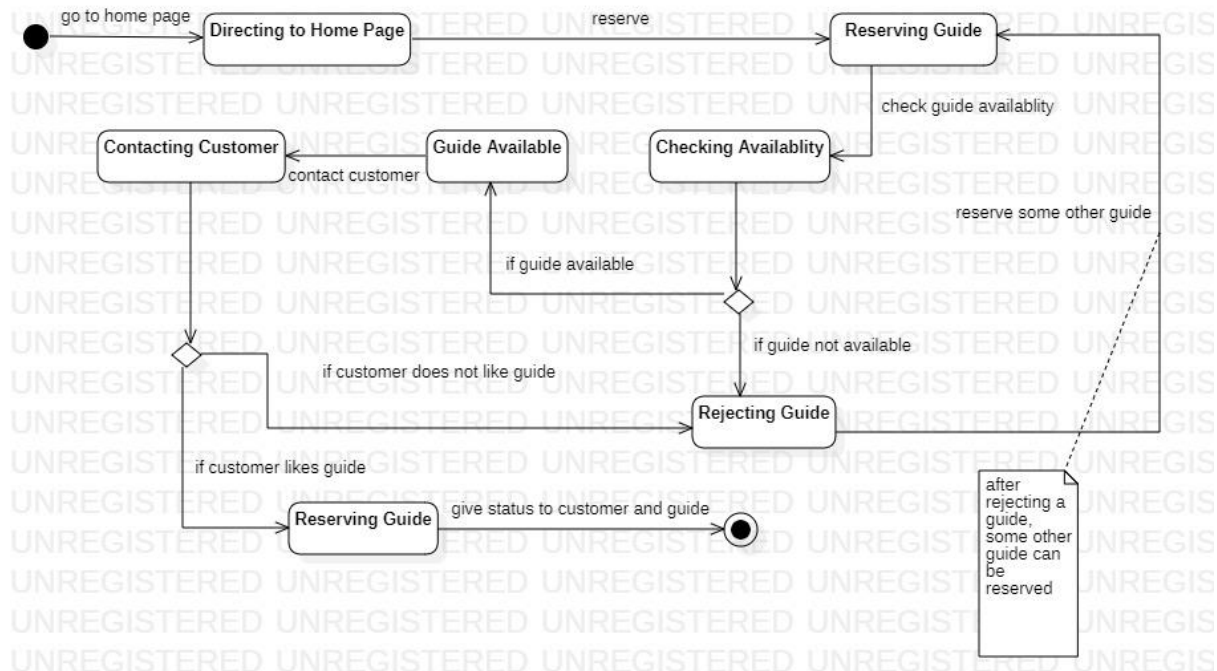 go to home page
Directing to Home Page
reserve
Reserving Guide
check guide availablity
Contacting Customer
contact customer
Guide Available
Checking Availablity
reserve some other guide
if guide available
if guide not available
if customer does not like guide
Rejecting Guide
if customer likes guide
Reserving Guide
give status to customer and guide
after
rejecting a
guide,
some other
guide can
be
reserved
UNREGISTERED